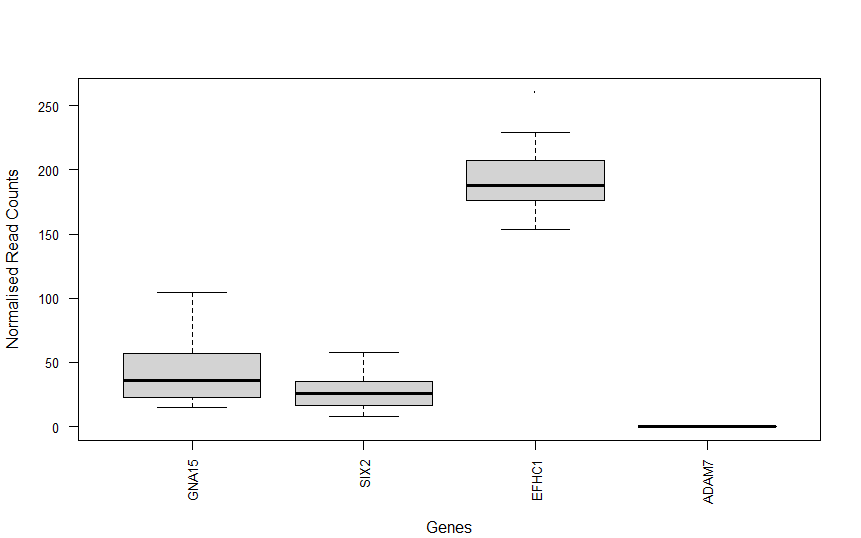 Normalised Read Counts
250
200
150
100
50
0
GNA15
SIX2
EFHC1
ADAM7
Genes